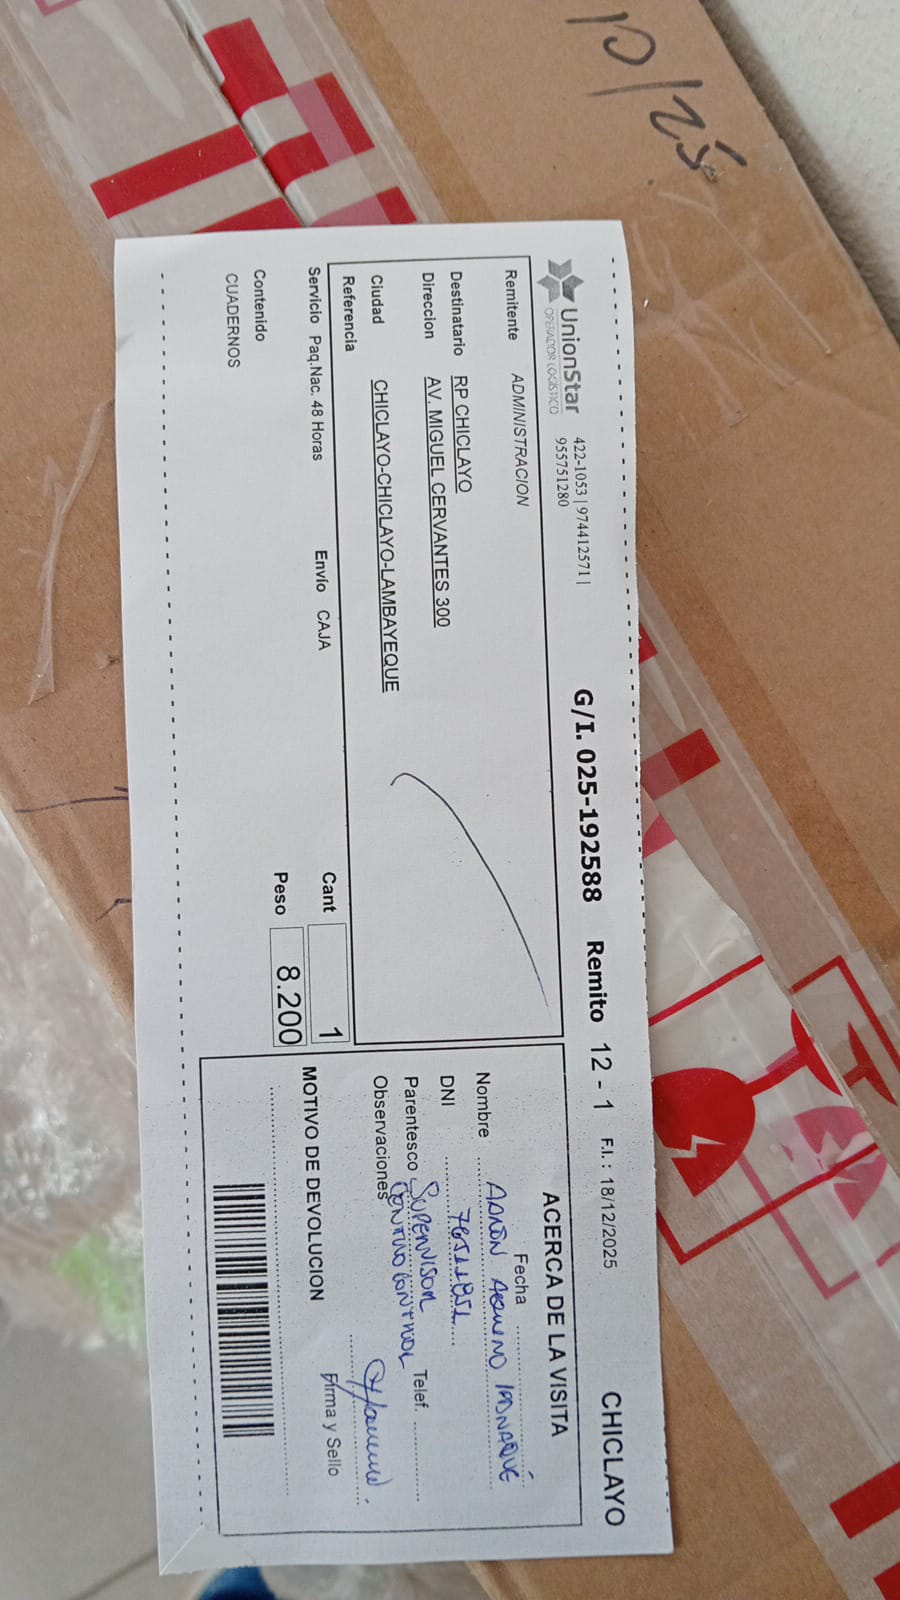 UnionStar
OPERADOR LOGÍSTICO
422-1053 | 974412571 |
955751280
G/I. 025-192588 Remito 12 - 1 F.I.: 18/12/2025 CHICLAYO
Remitente ADMINISTRACION
Destinatario RP CHICLAYO
Direccion AV. MIGUEL CERVANTES 300
Ciudad CHICLAYO-CHICLAYO-LAMBAYEQUE
Referencia
Servicio Paq.Nac. 48 Horas Envío CAJA Cant 1
Peso 8.200
Contenido
CUADERNOS
ACERCA DE LA VISITA
Fecha
Nombre
DNI
Parentesco SUPERVISOR Telef
Observaciones
MOTIVO DE DEVOLUCION
Firma y Sello